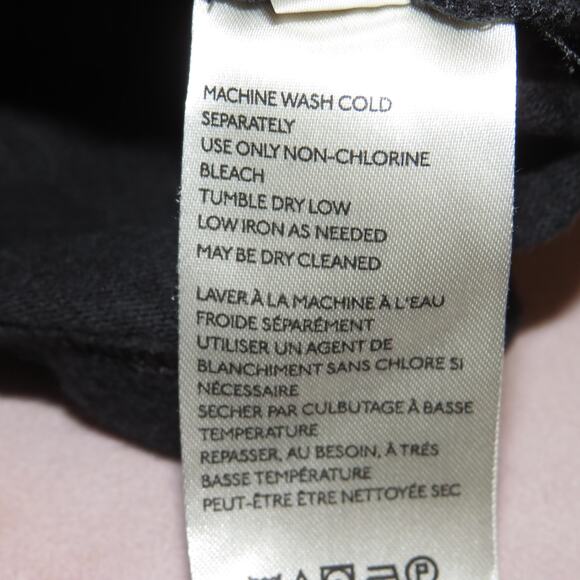 MACHINE WASH COLD
SEPARATELY
USE ONLY NON-CHLORINE
BLEACH
TUMBLE DRY LOW
LOW IRON AS NEEDED
MAY BE DRY CLEANED
LAVER À LA MACHINE À L'EAU
FROIDE SÉPARÉMENT
UTILISER UN AGENT DE
BLANCHIMENT SANS CHLORE SI
NÉCESSAIRE
SECHER PAR CULBUTAGE À BASSE
TEMPERATURE
REPASSER, AU BESOIN, À TRÉS
BASSE TEMPÉRATURE
PEUT-ÊTRE ÊTRE NETTOYÉE SEC
P